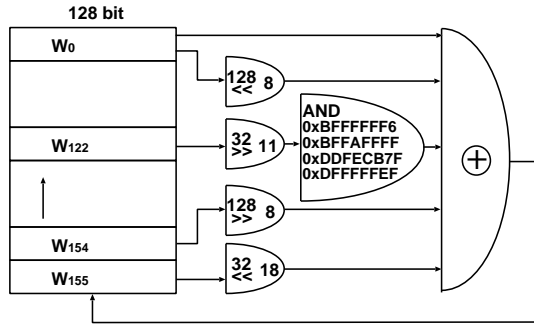 128 bit
W0
128 << 8
W122
32 >> 11
AND
0xBFFFFFF6
0xBFFAFFFF
0xDDFECB7F
0xDFFFFFEF
128 >> 8
W154
W155
32 << 18